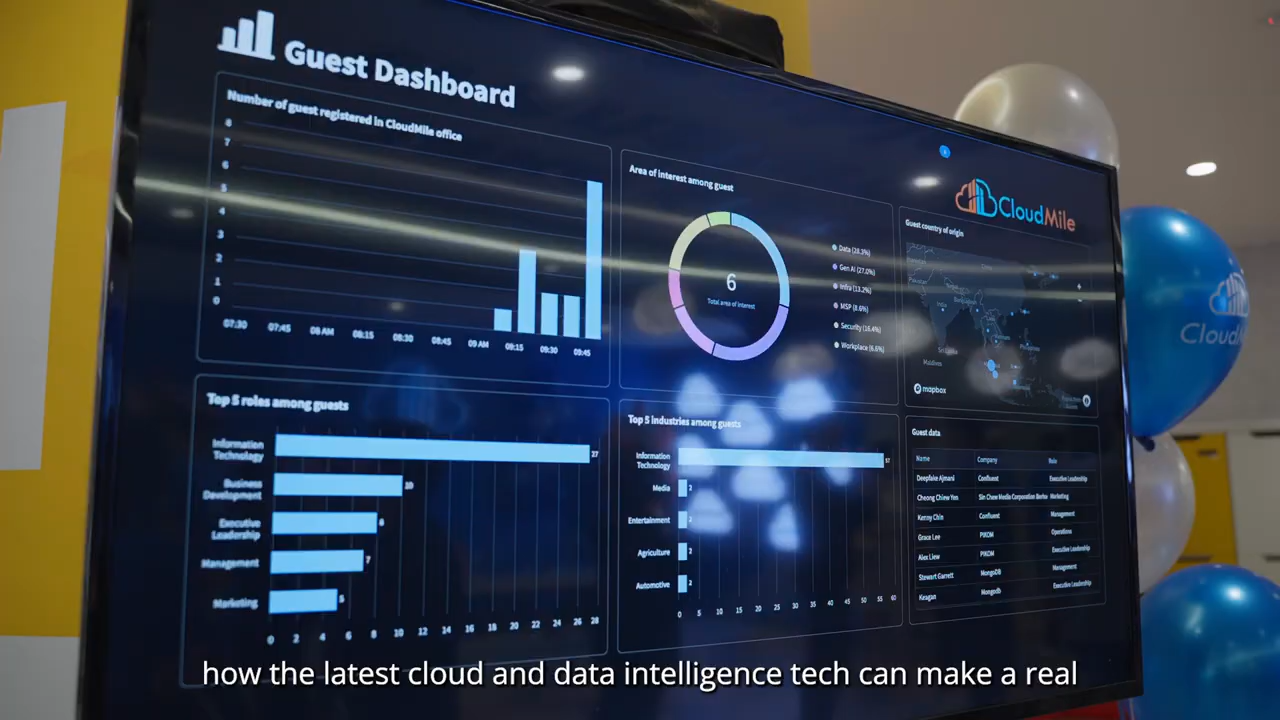 Guest Dashboard
Number of guest registered in CloudMile office
8
7
6
5
4
3
2
1
0
07:30 07:45 08 AM 08:15 08:30 08:45 09 AM 09:15 09:30 09:45
Area of interest among guest
6
Total area of interest
Data (28.3%)
Gen AI (27.0%)
Infra (13.2%)
MSP (8.6%)
Security (16.4%)
Workplace (6.6%)
CloudMile
Guest country of origin
Maldives
mapbox
Top 5 roles among guests
Information
Technology
27
Business
Development
10
Executive
Leadership
8
Management
7
Marketing
5
0 2 4 6 8 10 12 14 16 18 20 22 24 26 28
Top 5 industries among guests
Information
Technology
57
Media
2
Entertainment
2
Agriculture
2
Automotive
2
0 5 10 15 20 25 30 35 40 45 50 55 60
Guest data
Name Company Role
Deepfake Ajmani Confluent Executive Leadership
Cheong Chiew Yen Sin Chew Media Corporation Marketing
Kenny Chin Confluent Management
Grace Lee PIKOM Operations
Alex Liew PIKOM Executive Leadership
Stewart Garrett MongoDB Management
Keagan Mongodb Executive Leadership
Cloud
how the latest cloud and data intelligence tech can make a real